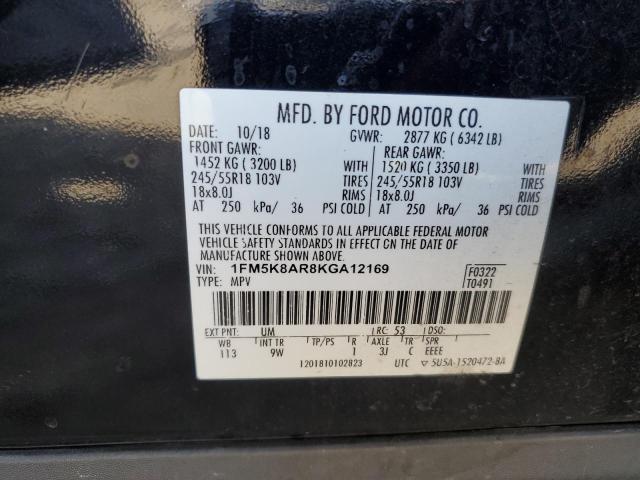 MFD. BY FORD MOTOR CO.
DATE: 10/18 GVWR: 2877 KG ( 6342 LB)
FRONT GAWR: REAR GAWR:
1452 KG ( 3200 LB) WITH 1520 KG ( 3350 LB) WITH
245/55R18 103V TIRES 245/55R18 103V TIRES
18x8.0J RIMS 18x8.0J RIMS
AT 250 kPa/ 36 PSI COLD AT 250 kPa/ 36 PSI COLD
THIS VEHICLE CONFORMS TO ALL APPLICABLE FEDERAL MOTOR
VEHICLE SAFETY STANDARDS IN EFFECT ON THE DATE OF MANUFACTURE
SHOWN ABOVE.
VIN: 1FM5K8AR8KGA12169 F0322
TYPE: MPV T0491
EXT PNT: UM RC: 53 DSO:
WB INT TR TP/PS R AXLE TR SPR
113 9W 1 3J C EEEE
1201810102823 UTC ▽ 5U5A-1520472-BA